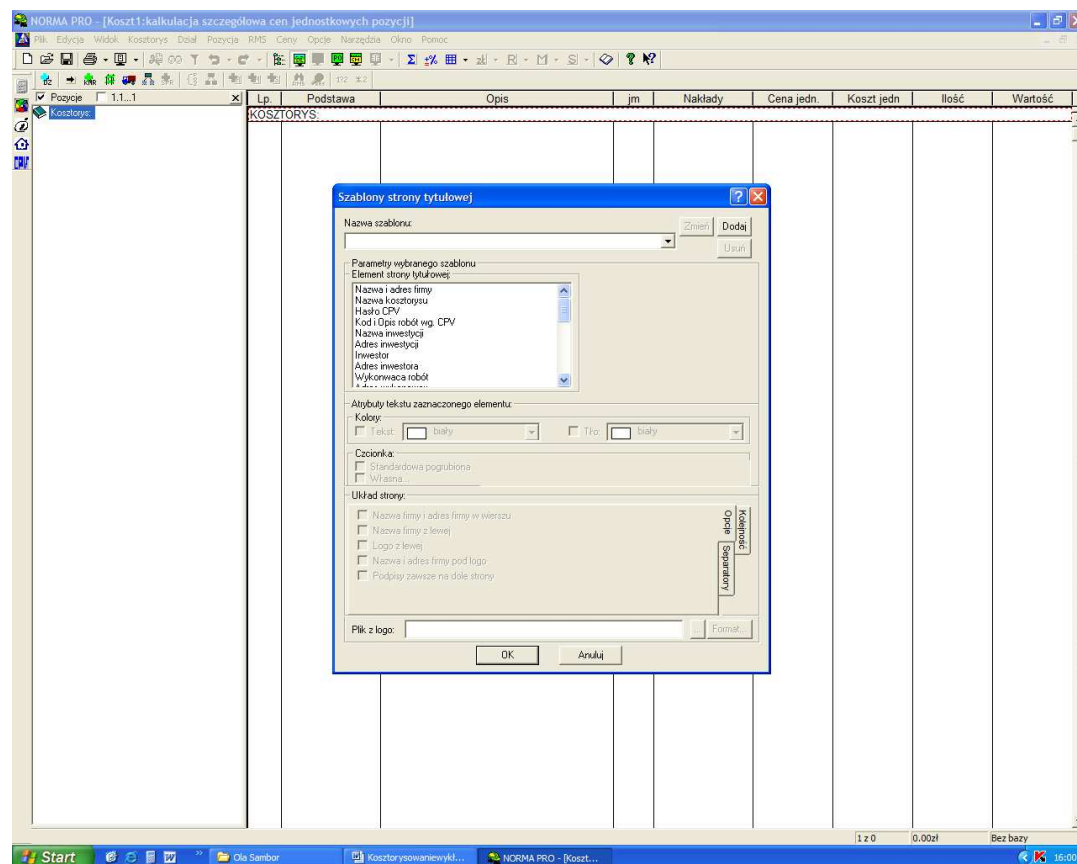 NORMA PRO - [Koszt1:kalkulacja szczegółowa cen jednostkowych pozycji]
Plik Edycja Widok Kosztorys Dział Pozycja RMS Ceny Opcje Narzędzia Okno Pomoc
Pozycje 1.1...1
Kosztorys:
Lp. Podstawa Opis jm Nakłady Cena jedn. Koszt jedn Ilość Wartość
KOSZTORYS:
Szablony strony tytułowej
Nazwa szablonu:
Zmień Dodaj
Usuń
Parametry wybranego szablonu
Element strony tytułowej:
Nazwa i adres firmy
Nazwa kosztorysu
Hasło CPV
Kod i Opis robót wg. CPV
Nazwa inwestycji
Adres inwestycji
Inwestor
Adres inwestora
Wykonwaca robót
Atrybuty tekstu zaznaczonego elementu:
Kolory:
Tekst: biały Tło: biały
Czcionka:
Standardowa pogrubiona
Własna...
Układ strony:
Nazwa firmy i adres firmy w wierszu
Nazwa firmy z lewej
Logo z lewej
Nazwa i adres firmy pod logo
Podpisy zawsze na dole strony
Kolejność
Opcje
Separatory
Plik z logo: ... Format...
OK Anuluj
1 z 0 0.00zł Bez bazy
Start Ola Sambor Kosztorysowaniewykł... NORMA PRO - [Koszt... 16:00